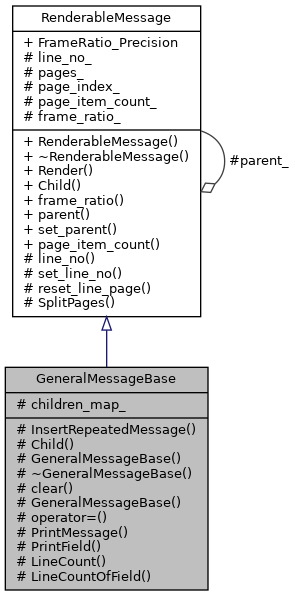 RenderableMessage
+ FrameRatio_Precision
# line_no_
# pages_
# page_index_
# page_item_count_
# frame_ratio_
+ RenderableMessage()
+ ~RenderableMessage()
+ Render()
+ Child()
+ frame_ratio()
+ parent()
+ set_parent()
+ page_item_count()
# line_no()
# set_line_no()
# reset_line_page()
# SplitPages()
#parent_
GeneralMessageBase
# children_map_
# InsertRepeatedMessage()
# Child()
# GeneralMessageBase()
# ~GeneralMessageBase()
# clear()
# GeneralMessageBase()
# operator=()
# PrintMessage()
# PrintField()
# LineCount()
# LineCountOfField()